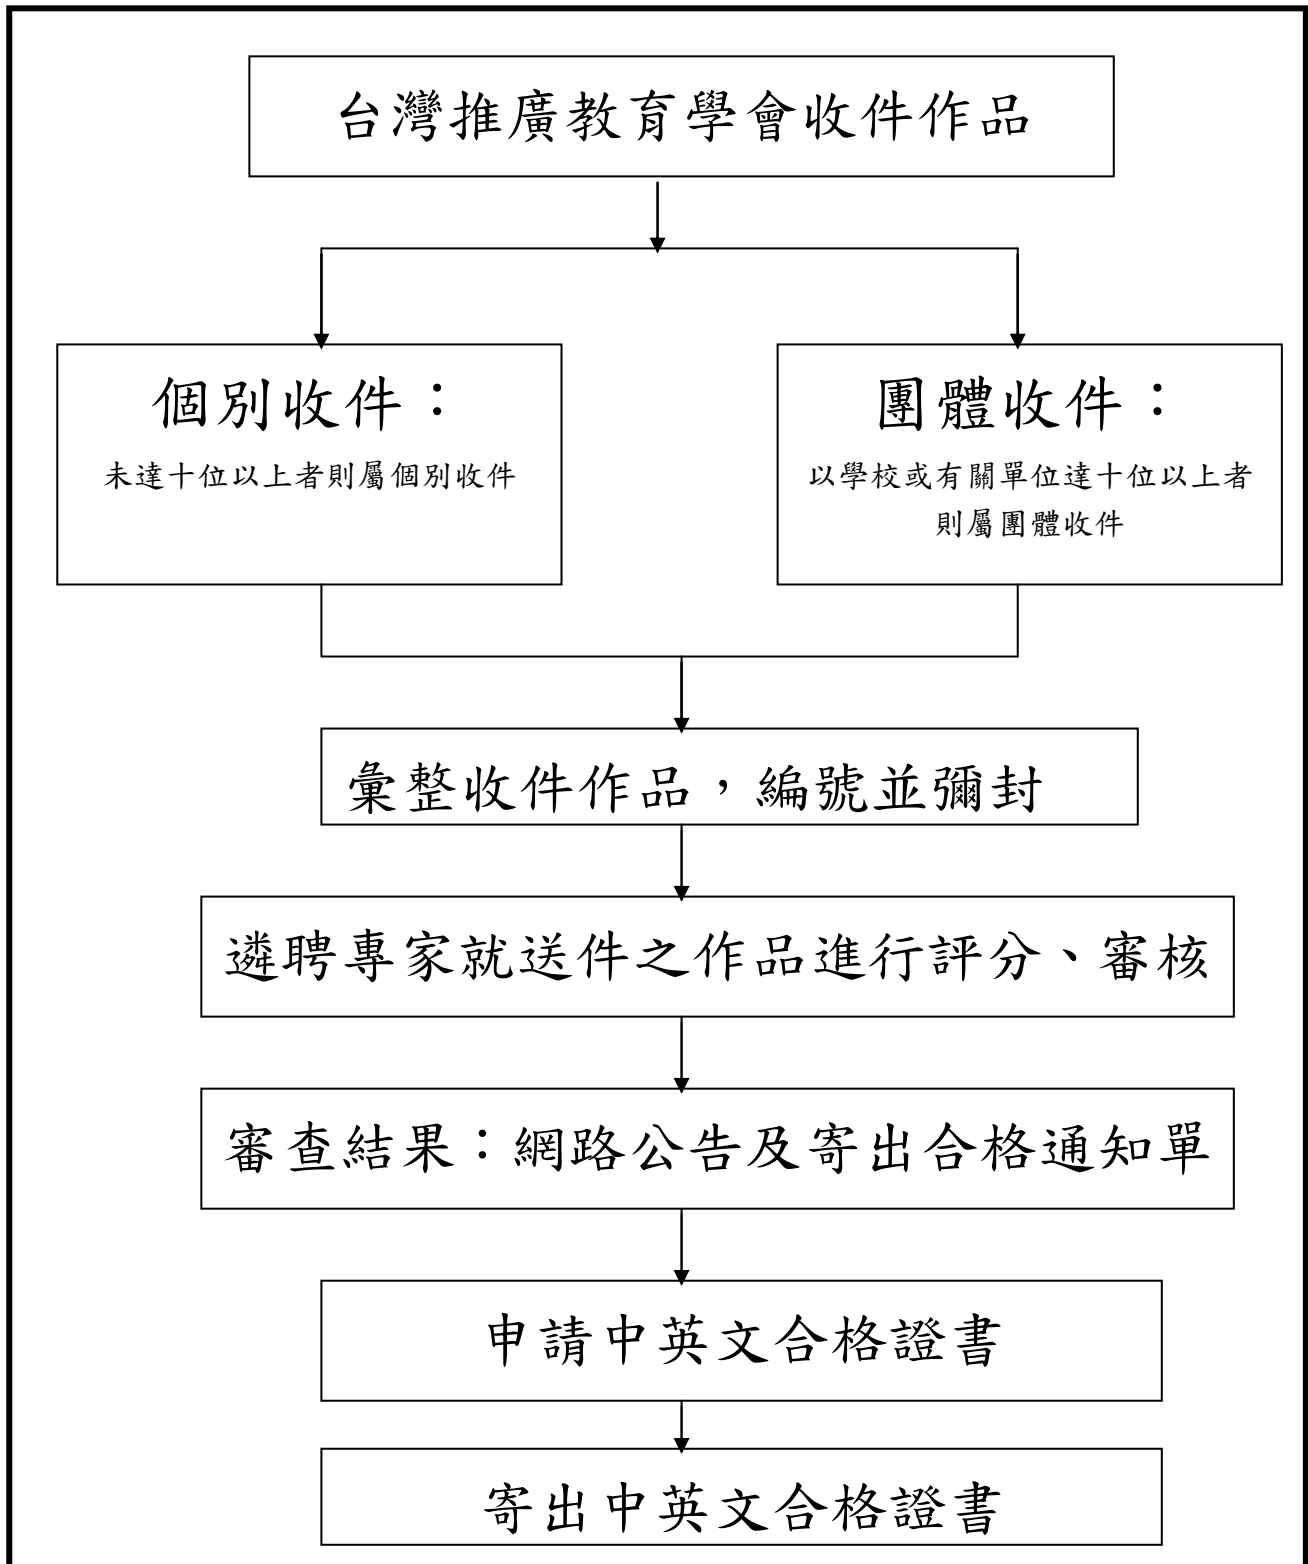 台灣推廣教育學會收件作品
個別收件：
未達十位以上者則屬個別收件
團體收件：
以學校或有關單位達十位以上者
則屬團體收件
彙整收件作品，編號並彌封
遴聘專家就送件之作品進行評分、審核
審查結果：網路公告及寄出合格通知單
申請中英文合格證書
寄出中英文合格證書